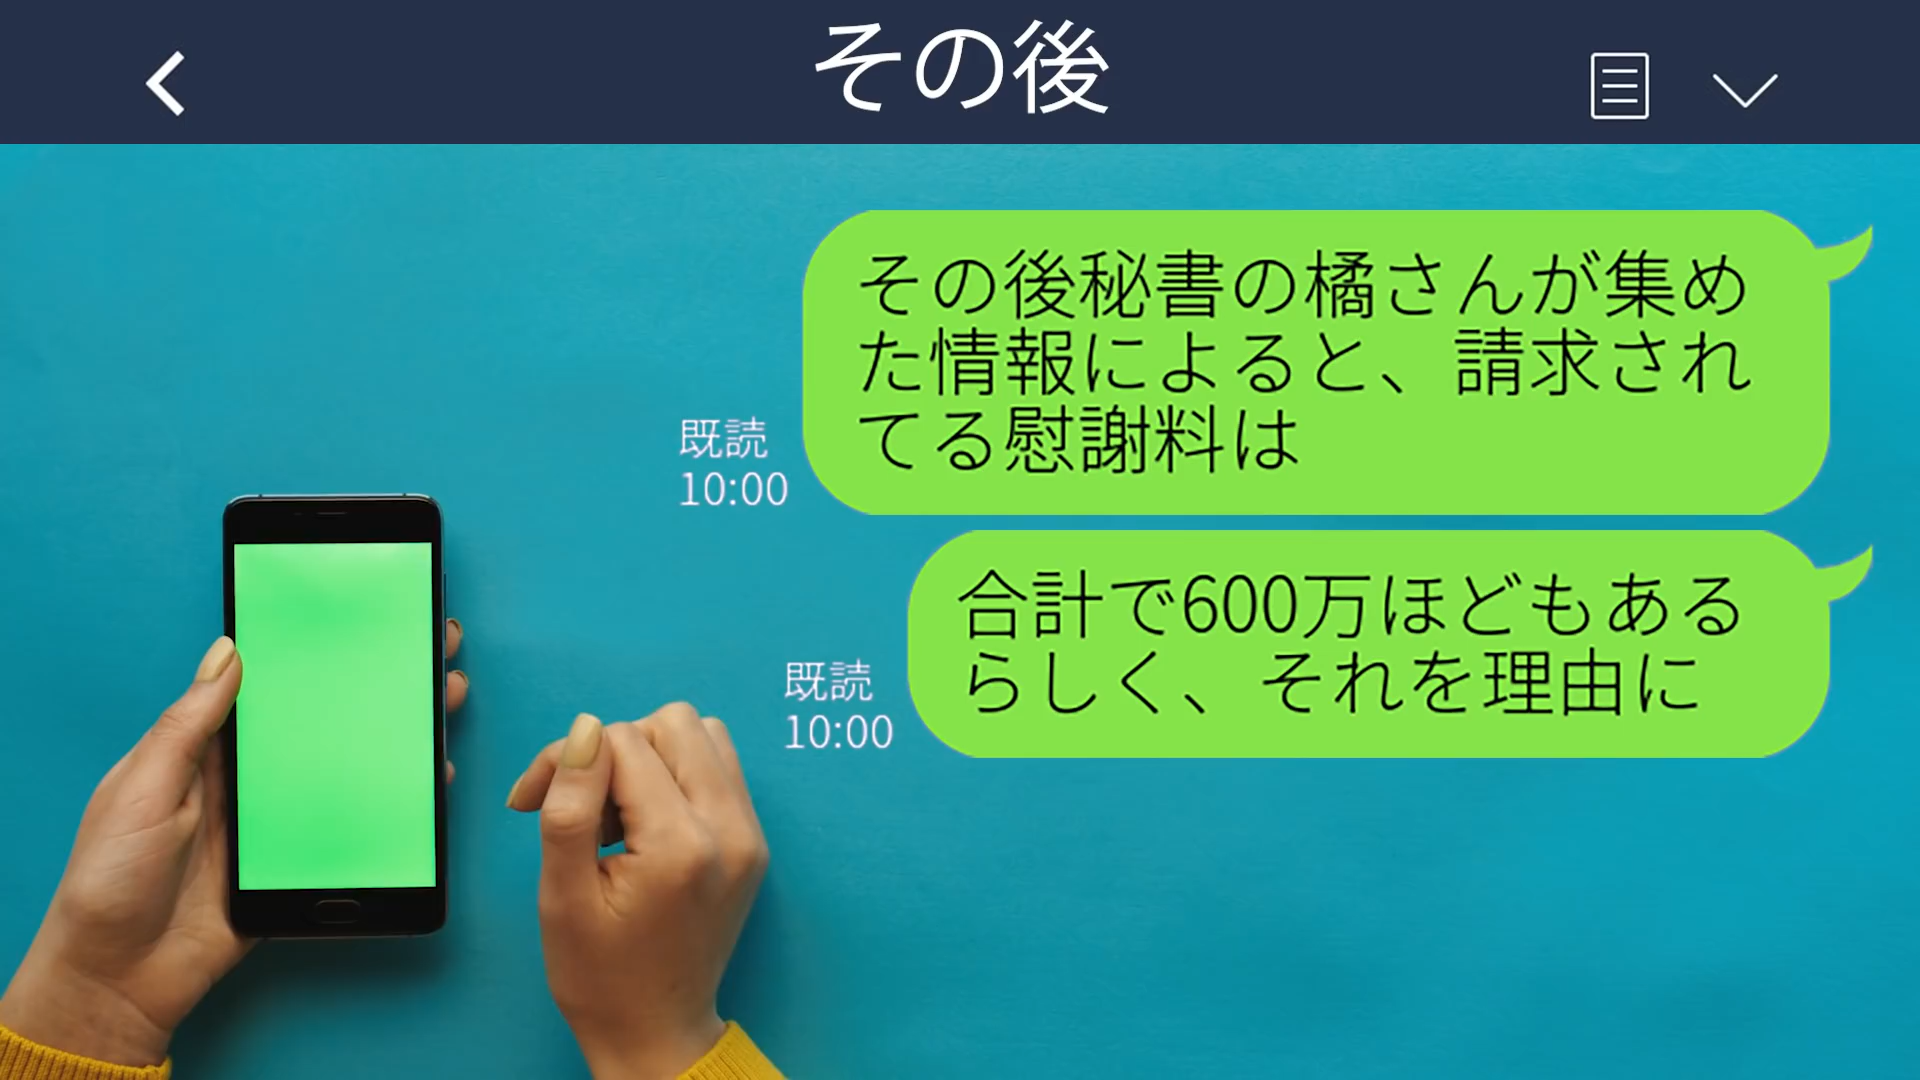 その後
その後秘書の橘さんが集め
た情報によると、請求され
てる慰謝料は
既読
10:00
合計で600万ほどもある
らしく、それを理由に
既読
10:00